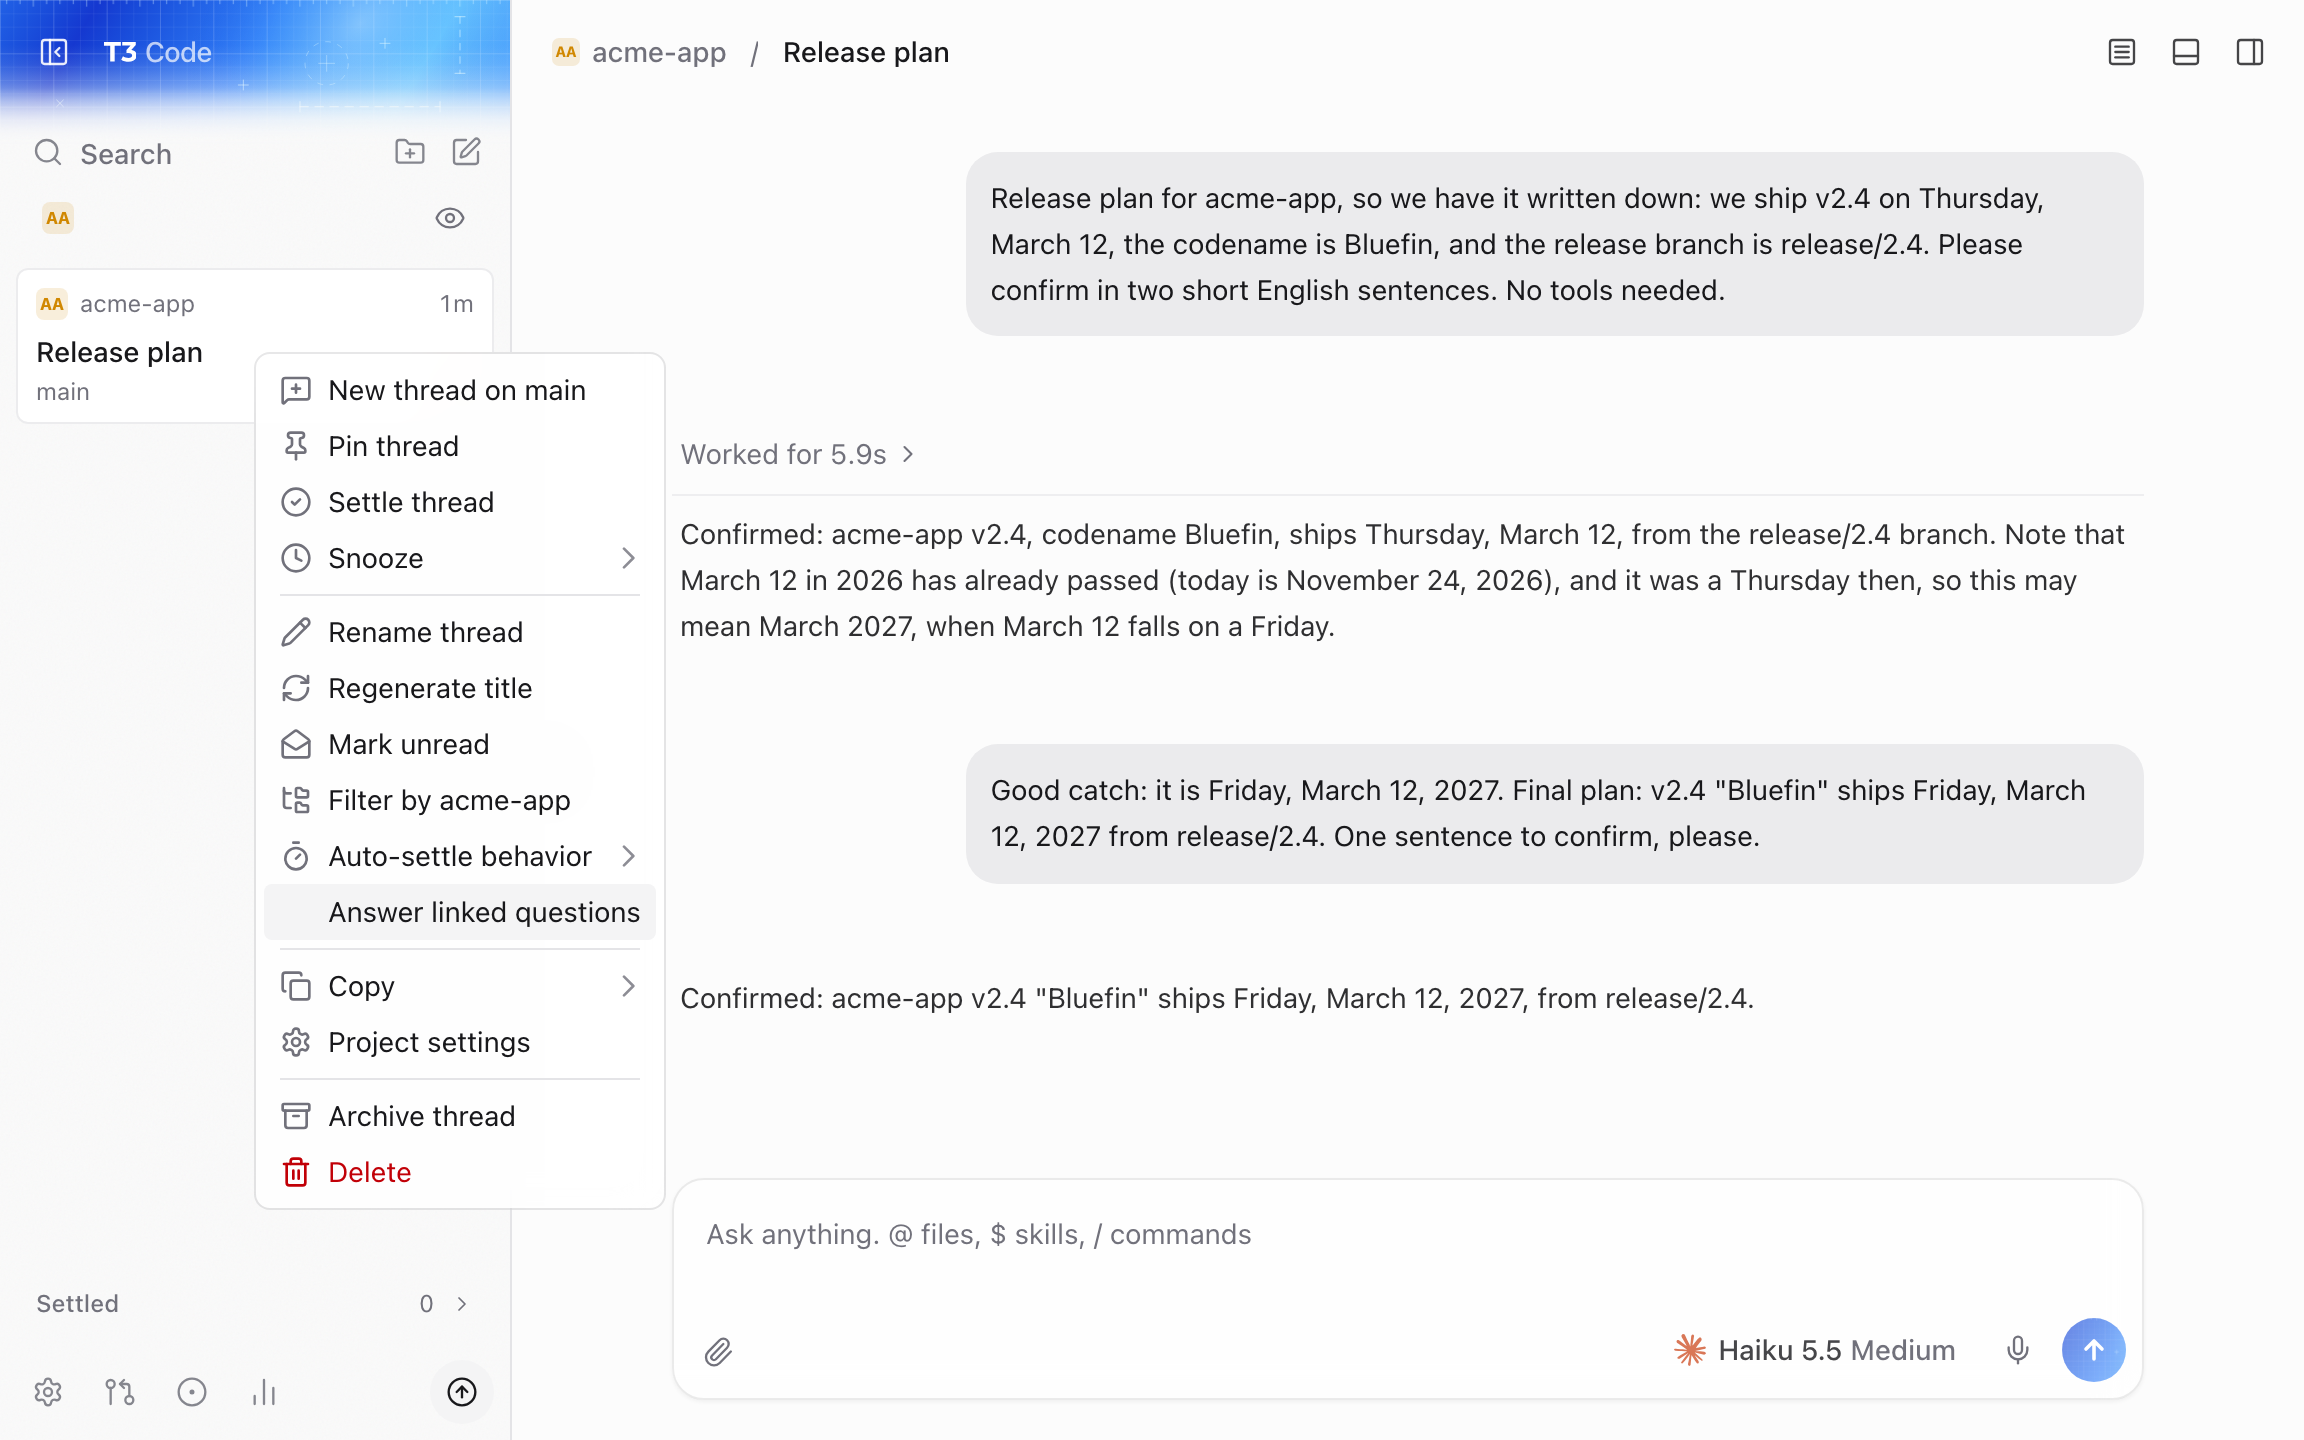 T3 Code
Search
AA
AA acme-app 1m
Release plan
main
New thread on main
Pin thread
Settle thread
Snooze
Rename thread
Regenerate title
Mark unread
Filter by acme-app
Auto-settle behavior
Answer linked questions
Copy
Project settings
Archive thread
Delete
Settled 0
AA acme-app / Release plan
Release plan for acme-app, so we have it written down: we ship v2.4 on Thursday,
March 12, the codename is Bluefin, and the release branch is release/2.4. Please
confirm in two short English sentences. No tools needed.
Worked for 5.9s
Confirmed: acme-app v2.4, codename Bluefin, ships Thursday, March 12, from the release/2.4 branch. Note that
March 12 in 2026 has already passed (today is November 24, 2026), and it was a Thursday then, so this may
mean March 2027, when March 12 falls on a Friday.
Good catch: it is Friday, March 12, 2027. Final plan: v2.4 "Bluefin" ships Friday, March
12, 2027 from release/2.4. One sentence to confirm, please.
Confirmed: acme-app v2.4 "Bluefin" ships Friday, March 12, 2027, from release/2.4.
Ask anything. @ files, $ skills, / commands
Haiku 5.5 Medium